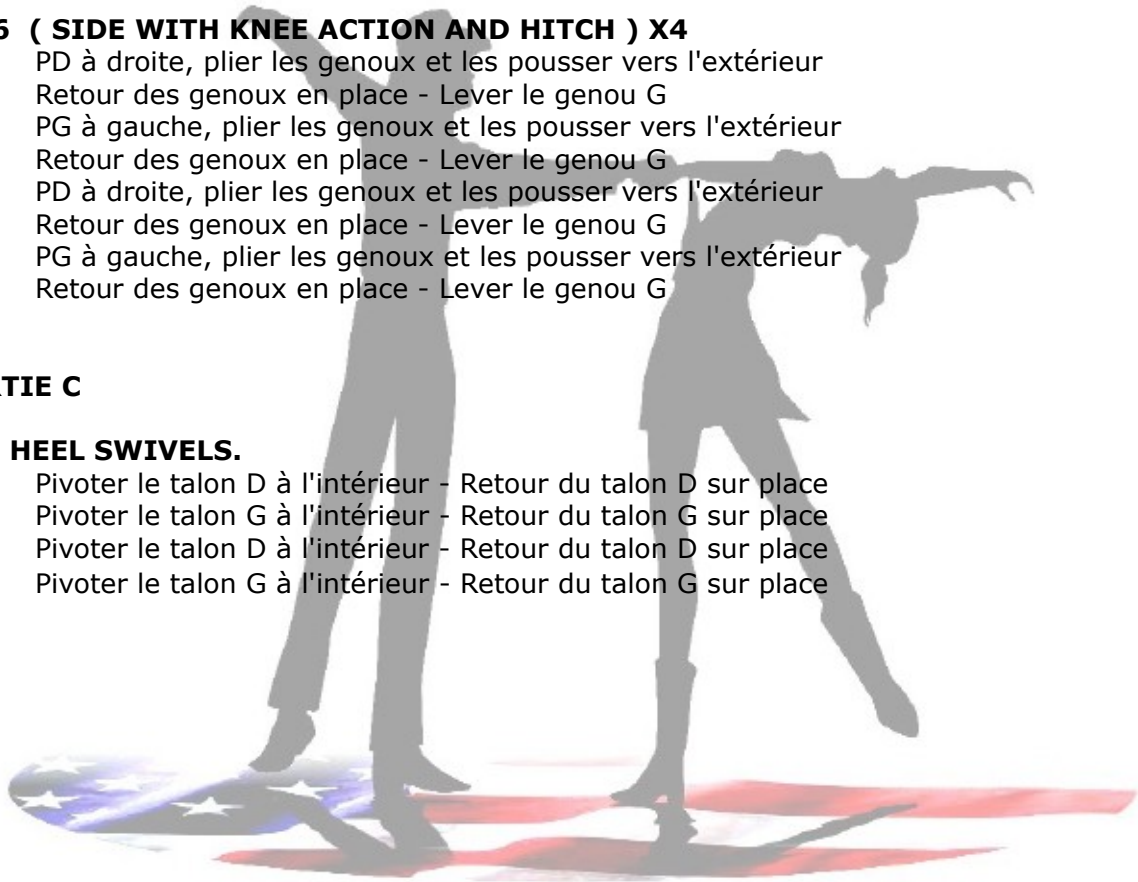 6 ( SIDE WITH KNEE ACTION AND HITCH ) X4
PD à droite, plier les genoux et les pousser vers l'extérieur
Retour des genoux en place - Lever le genou G
PG à gauche, plier les genoux et les pousser vers l'extérieur
Retour des genoux en place - Lever le genou G
PD à droite, plier les genoux et les pousser vers l'extérieur
Retour des genoux en place - Lever le genou G
PG à gauche, plier les genoux et les pousser vers l'extérieur
Retour des genoux en place - Lever le genou G
RTIE C
HEEL SWIVELS.
Pivoter le talon D à l'intérieur - Retour du talon D sur place
Pivoter le talon G à l'intérieur - Retour du talon G sur place
Pivoter le talon D à l'intérieur - Retour du talon D sur place
Pivoter le talon G à l'intérieur - Retour du talon G sur place